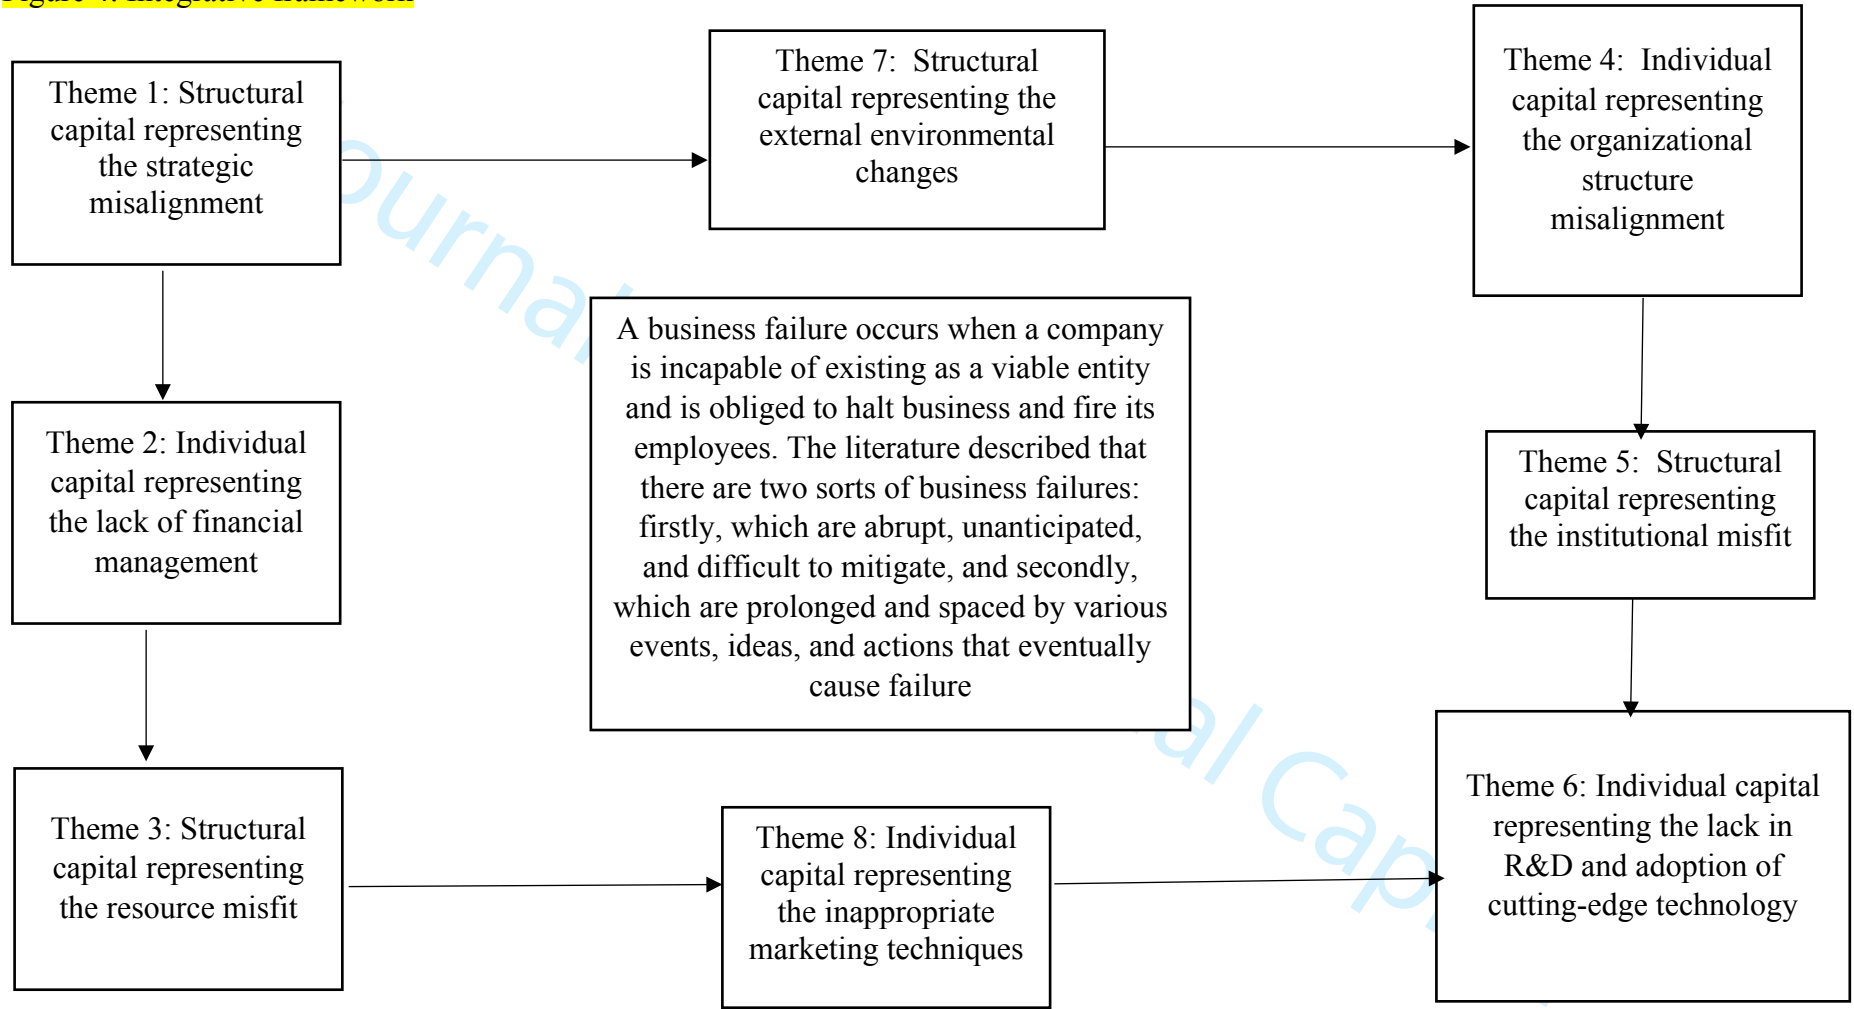 Figure 4: Integrative framework
Theme 1: Structural
capital representing
the strategic
misalignment
Theme 7: Structural
capital representing the
external environmental
changes
Theme 4: Individual
capital representing
the organizational
structure
misalignment
A business failure occurs when a company
is incapable of existing as a viable entity
and is obliged to halt business and fire its
employees. The literature described that
there are two sorts of business failures:
firstly, which are abrupt, unanticipated,
and difficult to mitigate, and secondly,
which are prolonged and spaced by various
events, ideas, and actions that eventually
cause failure
Theme 2: Individual
capital representing
the lack of financial
management
Theme 5: Structural
capital representing
the institutional misfit
Theme 3: Structural
capital representing
the resource misfit
Theme 8: Individual
capital representing
the inappropriate
marketing techniques
Theme 6: Individual capital
representing the lack in
R&D and adoption of
cutting-edge technology